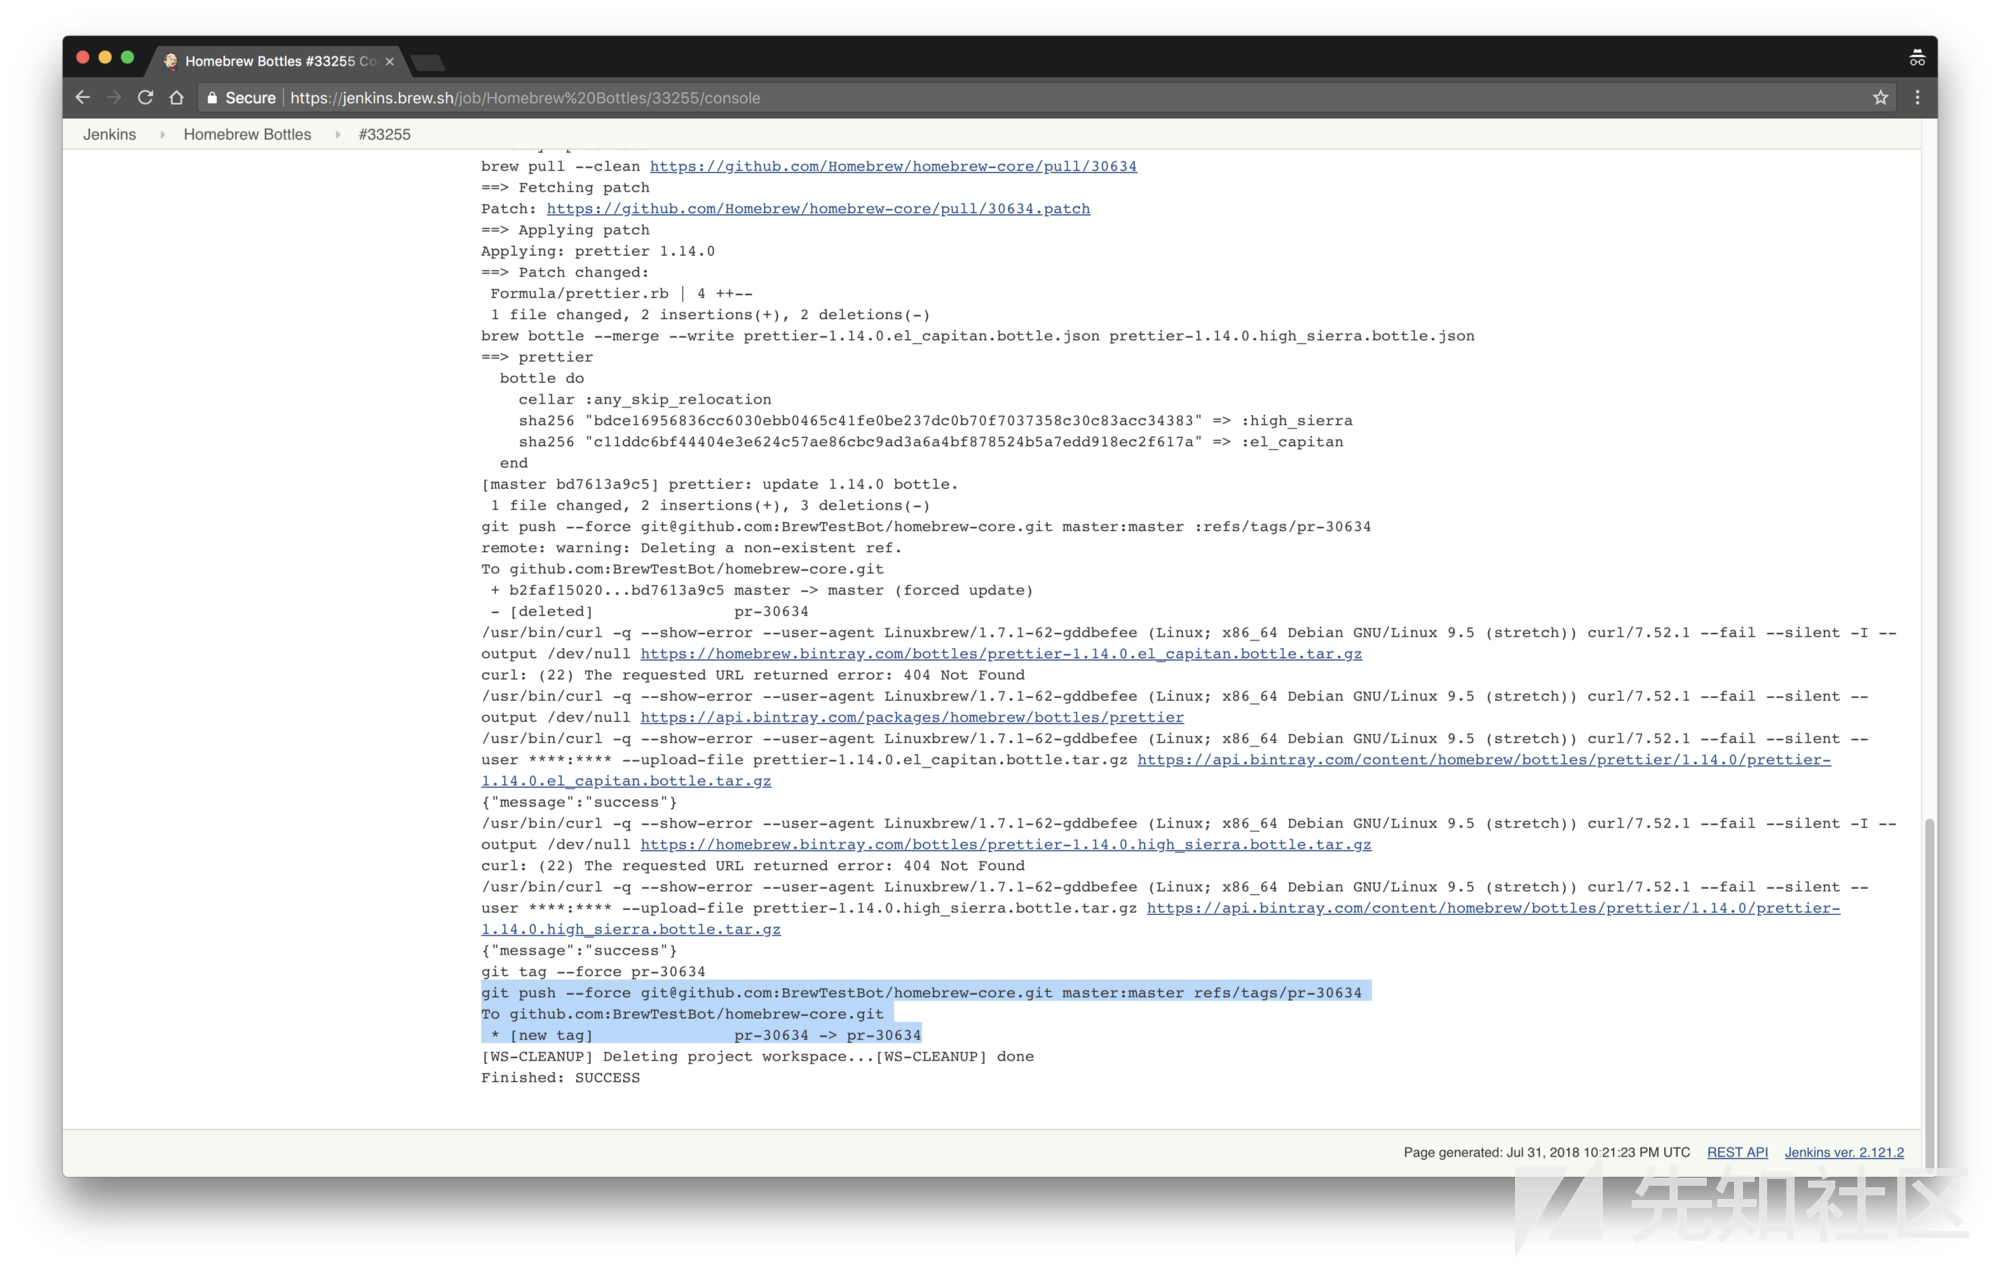 Homebrew Bottles #33255 Co
Secure https://jenkins.brew.sh/job/Homebrew%20Bottles/33255/console
Jenkins Homebrew Bottles #33255
brew pull --clean https://github.com/Homebrew/homebrew-core/pull/30634
==> Fetching patch
Patch: https://github.com/Homebrew/homebrew-core/pull/30634.patch
==> Applying patch
Applying: prettier 1.14.0
==> Patch changed:
 Formula/prettier.rb | 4 ++--
 1 file changed, 2 insertions(+), 2 deletions(-)
brew bottle --merge --write prettier-1.14.0.el_capitan.bottle.json prettier-1.14.0.high_sierra.bottle.json
==> prettier
  bottle do
    cellar :any_skip_relocation
    sha256 "bdce16956836cc6030ebb0465c41fe0be237dc0b70f7037358c30c83acc34383" => :high_sierra
    sha256 "c11ddc6bf44404e3e624c57ae86cbc9ad3a6a4bf878524b5a7edd918ec2f617a" => :el_capitan
  end
[master bd7613a9c5] prettier: update 1.14.0 bottle.
 1 file changed, 2 insertions(+), 3 deletions(-)
git push --force git@github.com:BrewTestBot/homebrew-core.git master:master :refs/tags/pr-30634
remote: warning: Deleting a non-existent ref.
To github.com:BrewTestBot/homebrew-core.git
 + b2faf15020...bd7613a9c5 master -> master (forced update)
 - [deleted]               pr-30634
/usr/bin/curl -q --show-error --user-agent Linuxbrew/1.7.1-62-gddbefee (Linux; x86_64 Debian GNU/Linux 9.5 (stretch)) curl/7.52.1 --fail --silent -I --
output /dev/null https://homebrew.bintray.com/bottles/prettier-1.14.0.el_capitan.bottle.tar.gz
curl: (22) The requested URL returned error: 404 Not Found
/usr/bin/curl -q --show-error --user-agent Linuxbrew/1.7.1-62-gddbefee (Linux; x86_64 Debian GNU/Linux 9.5 (stretch)) curl/7.52.1 --fail --silent --
output /dev/null https://api.bintray.com/packages/homebrew/bottles/prettier
/usr/bin/curl -q --show-error --user-agent Linuxbrew/1.7.1-62-gddbefee (Linux; x86_64 Debian GNU/Linux 9.5 (stretch)) curl/7.52.1 --fail --silent --
user ****:**** --upload-file prettier-1.14.0.el_capitan.bottle.tar.gz https://api.bintray.com/content/homebrew/bottles/prettier/1.14.0/prettier-
1.14.0.el_capitan.bottle.tar.gz
{"message":"success"}
/usr/bin/curl -q --show-error --user-agent Linuxbrew/1.7.1-62-gddbefee (Linux; x86_64 Debian GNU/Linux 9.5 (stretch)) curl/7.52.1 --fail --silent -I --
output /dev/null https://homebrew.bintray.com/bottles/prettier-1.14.0.high_sierra.bottle.tar.gz
curl: (22) The requested URL returned error: 404 Not Found
/usr/bin/curl -q --show-error --user-agent Linuxbrew/1.7.1-62-gddbefee (Linux; x86_64 Debian GNU/Linux 9.5 (stretch)) curl/7.52.1 --fail --silent --
user ****:**** --upload-file prettier-1.14.0.high_sierra.bottle.tar.gz https://api.bintray.com/content/homebrew/bottles/prettier/1.14.0/prettier-
1.14.0.high_sierra.bottle.tar.gz
{"message":"success"}
git tag --force pr-30634
git push --force git@github.com:BrewTestBot/homebrew-core.git master:master refs/tags/pr-30634
To github.com:BrewTestBot/homebrew-core.git
 * [new tag]               pr-30634 -> pr-30634
[WS-CLEANUP] Deleting project workspace...[WS-CLEANUP] done
Finished: SUCCESS
Page generated: Jul 31, 2018 10:21:23 PM UTC REST API Jenkins ver. 2.121.2
先知社区